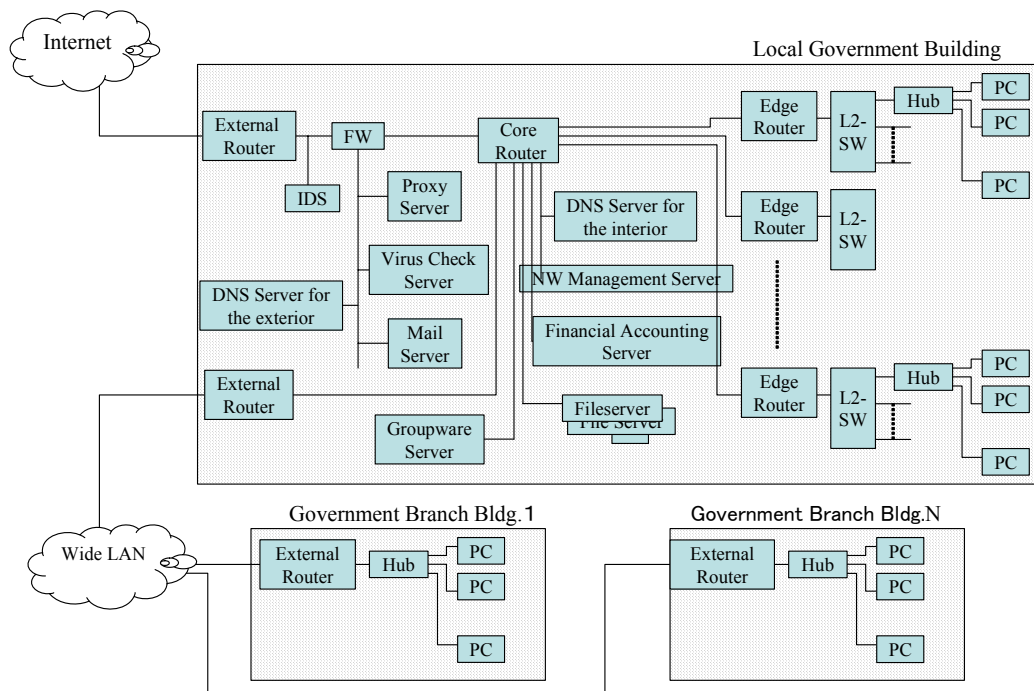 Internet
Local Government Building
External
Router
FW
IDS
Core
Router
Proxy
Server
Virus Check
Server
DNS Server for
the exterior
Mail
Server
External
Router
Groupware
Server
DNS Server for
the interior
NW Management Server
Financial Accounting
Server
Fileserver
File Server
Edge
Router
L2-
SW
Hub
PC
PC
PC
Edge
Router
L2-
SW
Edge
Router
L2-
SW
Hub
PC
PC
PC
Wide LAN
Government Branch Bldg.1
External
Router
Hub
PC
PC
PC
Government Branch Bldg.N
External
Router
Hub
PC
PC
PC